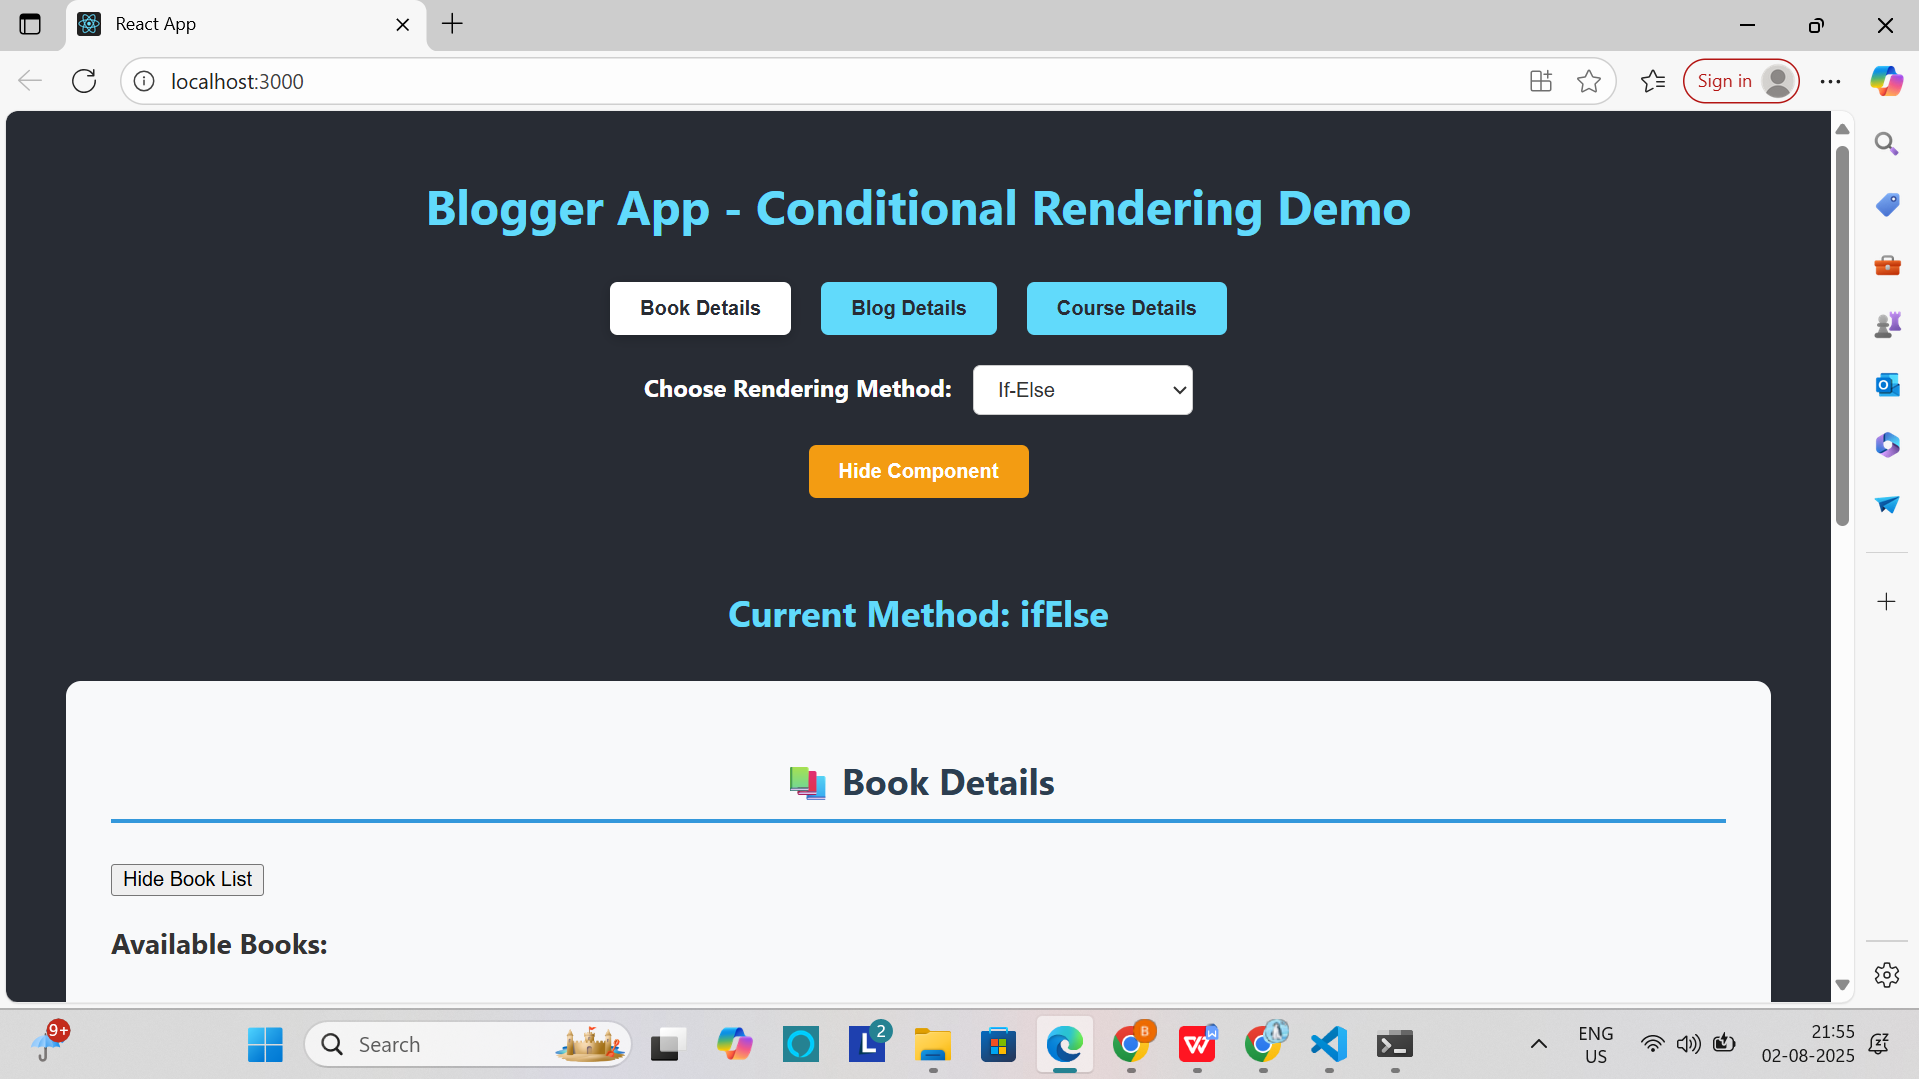 React App
localhost:3000
Sign in
Blogger App - Conditional Rendering Demo
Book Details
Blog Details
Course Details
Choose Rendering Method:
If-Else
Hide Component
Current Method: ifElse
Book Details
Hide Book List
Available Books:
9+
Search
L
2
B
W
ENG
US
21:55
02-08-2025